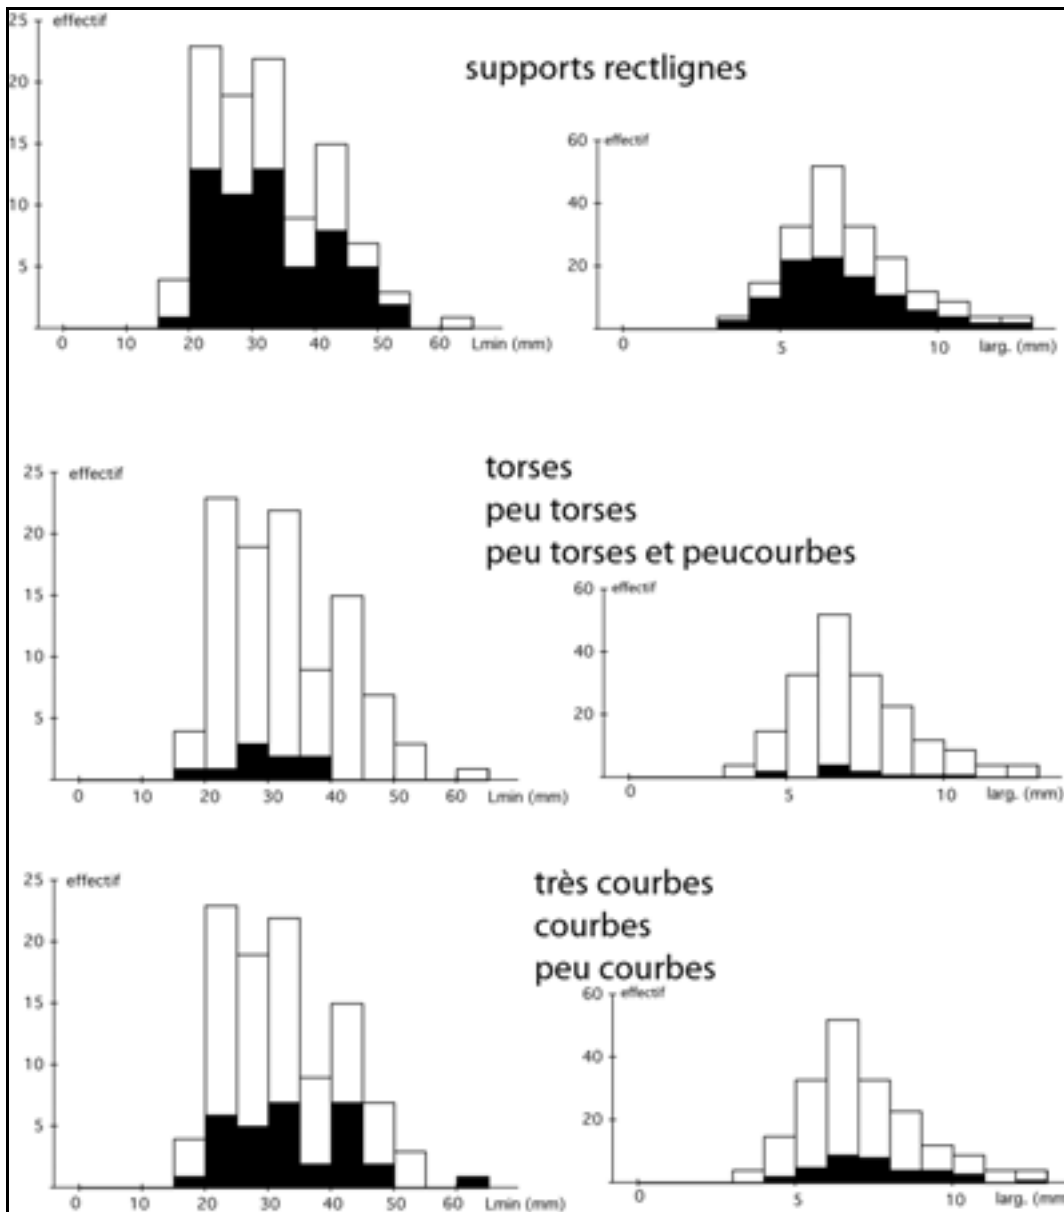 25 effectif
20
15
10
5
0 10 20 30 40 50 60 Lmin (mm)
supports rectlignes
60 effectif
40
20
0 5 10 larg. (mm)
25 effectif
20
15
10
5
0 10 20 30 40 50 60 Lmin (mm)
torses
peu torses
peu torses et peucourbes
60 effectif
40
20
0 5 10 larg. (mm)
25 effectif
20
15
10
5
0 10 20 30 40 50 60 Lmin (mm)
très courbes
courbes
peu courbes
60 effectif
40
20
0 5 10 larg. (mm